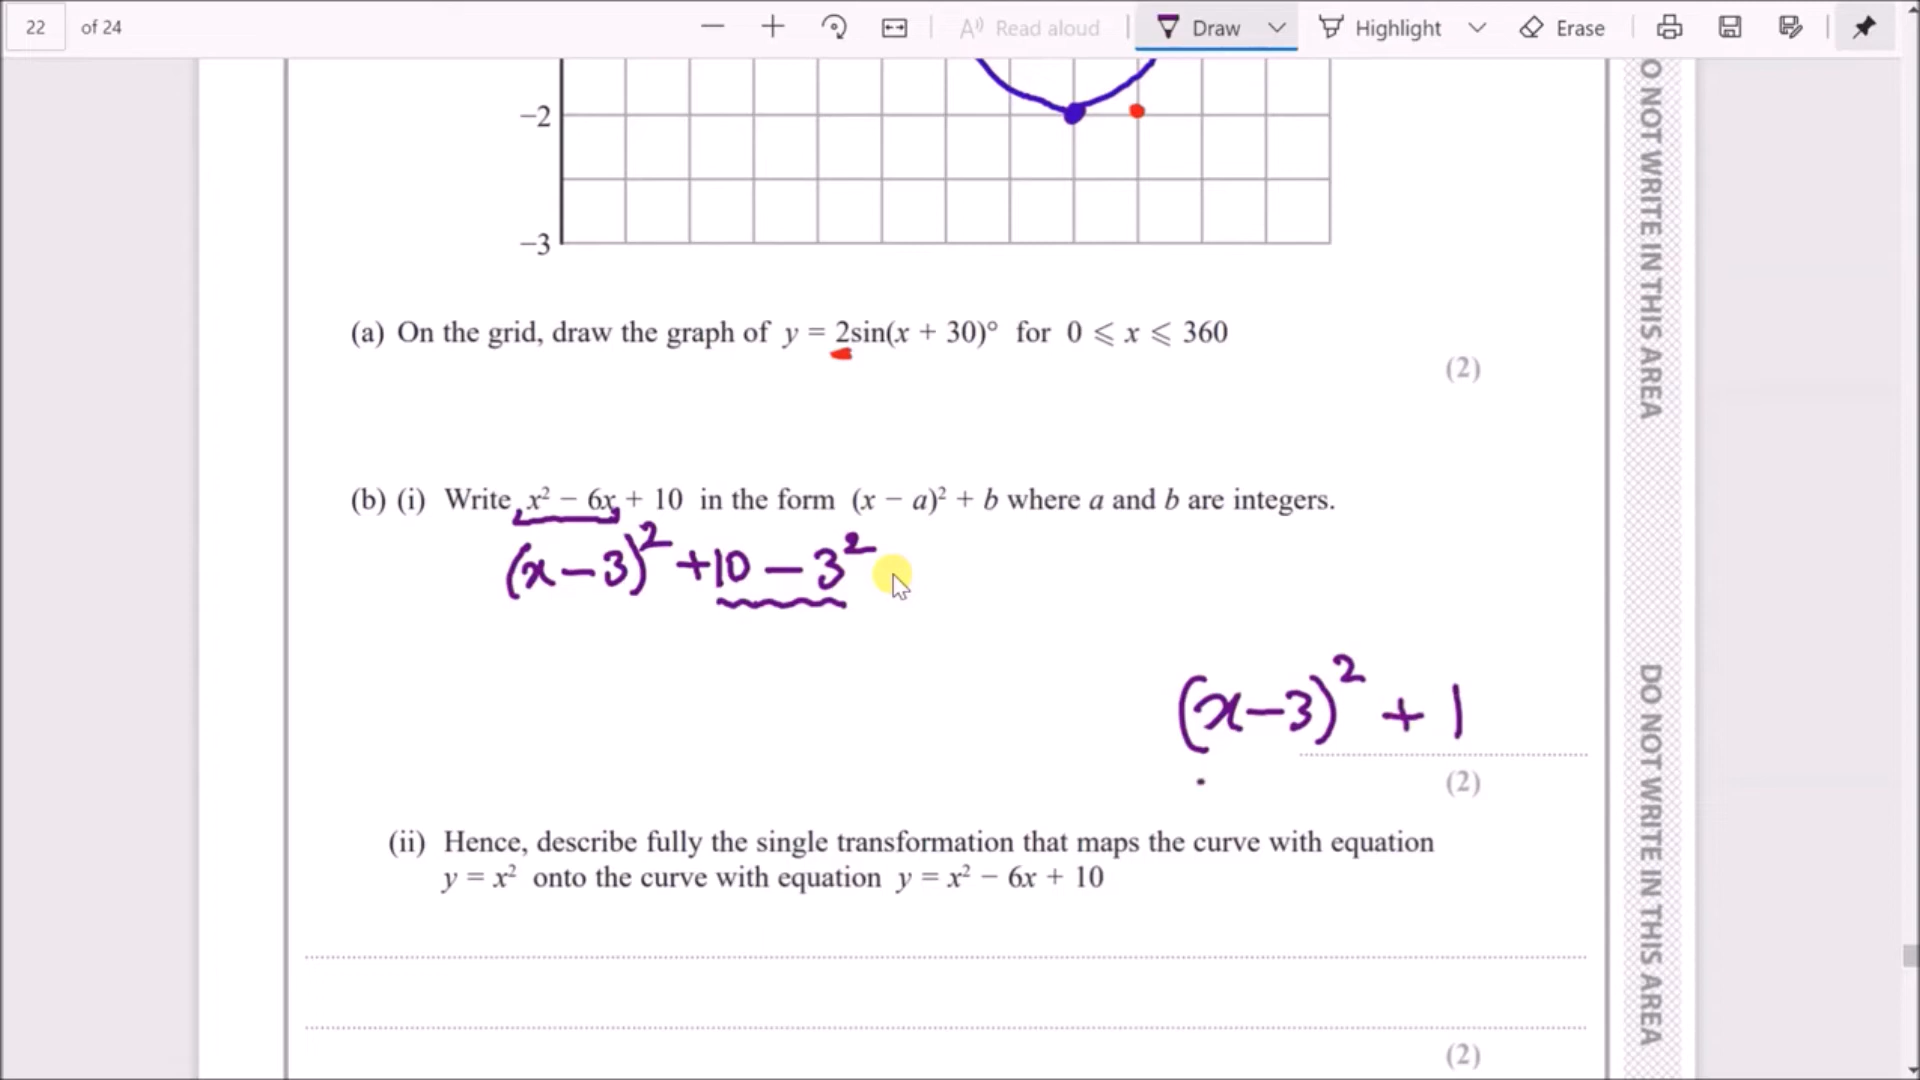 22 of 24 Read aloud Draw Highlight Erase
−2
−3
(a) On the grid, draw the graph of y = 2sin(x + 30)° for 0 ⩽ x ⩽ 360
(2)
(b) (i) Write x² − 6x + 10 in the form (x − a)² + b where a and b are integers.
(x − 3)² + 10 − 3²
(x − 3)² + 1
(2)
(ii) Hence, describe fully the single transformation that maps the curve with equation
y = x² onto the curve with equation y = x² − 6x + 10
(2)
O NOT WRITE IN THIS AREA
DO NOT WRITE IN THIS AREA